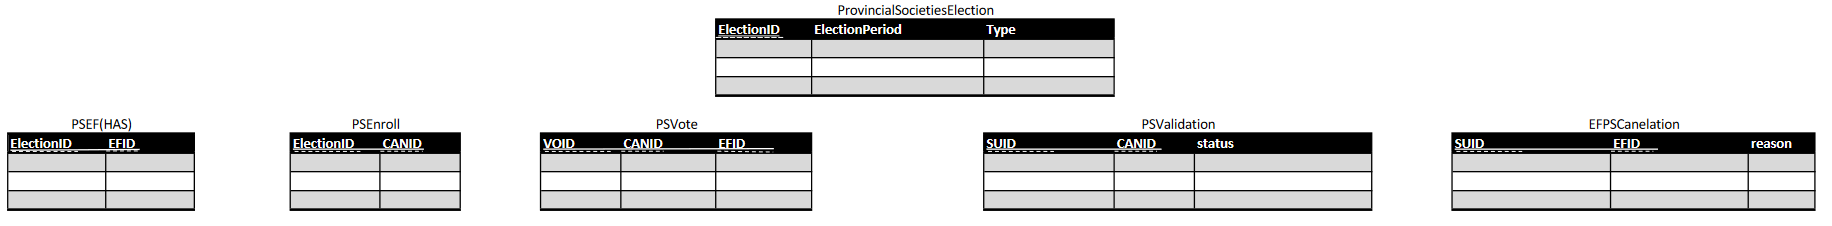 ProvincialSocietiesElection
ElectionID ElectionPeriod Type
PSEF(HAS) PSEnroll PSVote PSValidation EFPSCanelation
ElectionID EFID ElectionID CANID VOID CANID EFID SUID CANID status SUID EFID reason